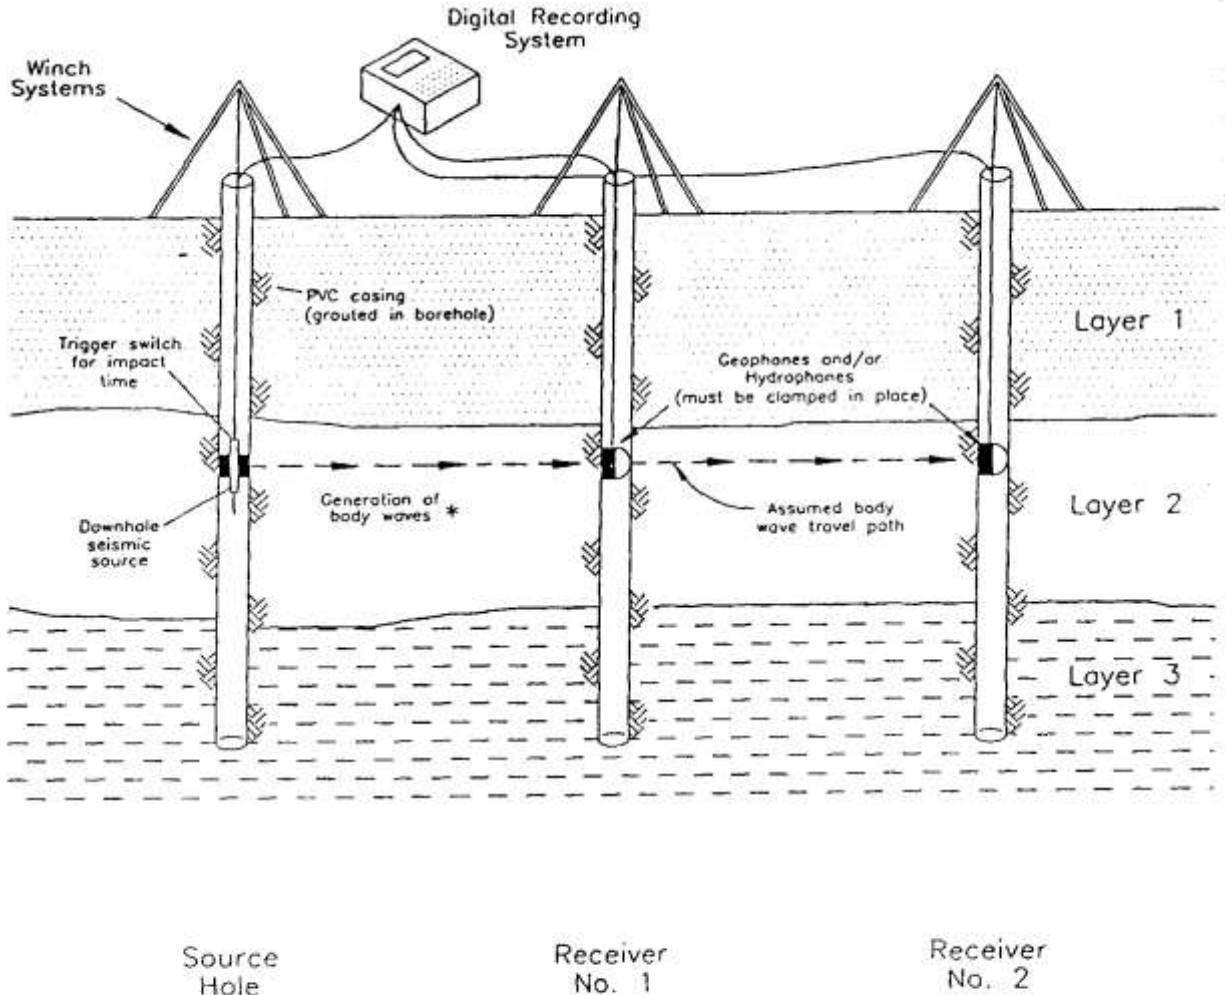 Digital Recording
System
Winch
Systems
PVC casing
(grouted in borehole)
Layer 1
Trigger switch
for impact
time
Geophones and/or
Hydrophones
(must be clamped in place)
Generation of
body waves *
Assumed body
wave travel path
Layer 2
Downhole
seismic
source
Layer 3
Source
Hole
Receiver
No. 1
Receiver
No. 2